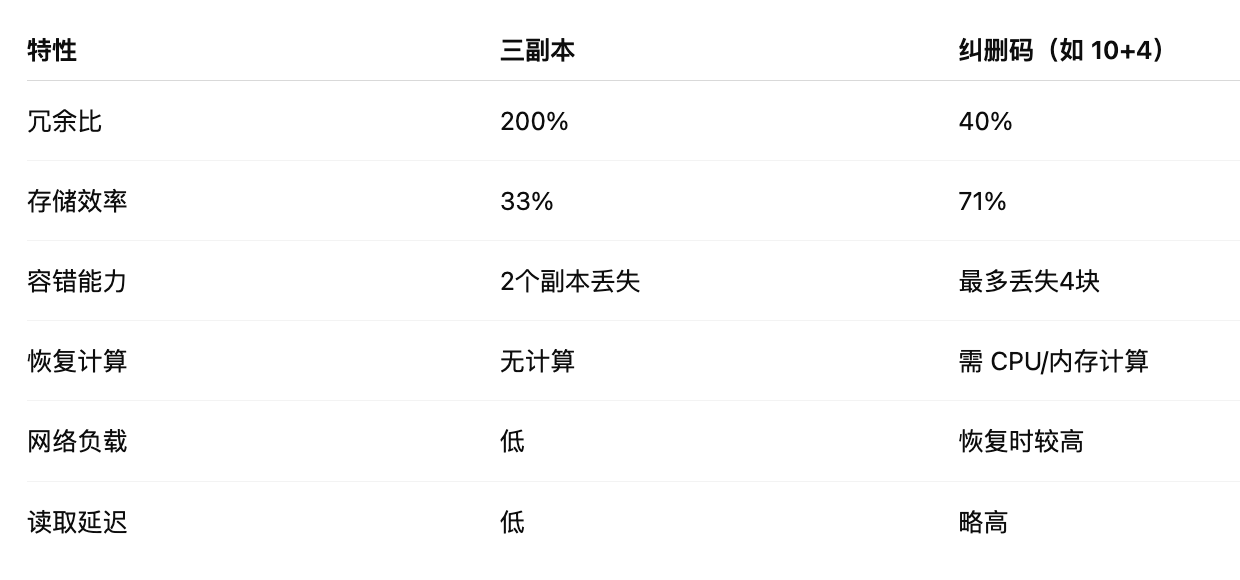 特性 三副本 纠删码（如 10+4）
冗余比 200% 40%
存储效率 33% 71%
容错能力 2个副本丢失 最多丢失4块
恢复计算 无计算 需 CPU/内存计算
网络负载 低 恢复时较高
读取延迟 低 略高